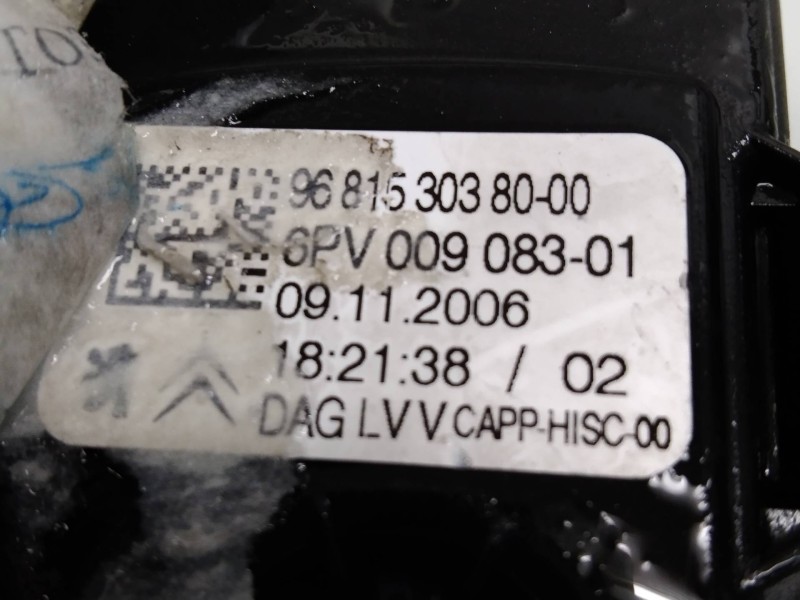 96 815 303 80-00
6PV 009 083-01
09.11.2006
18:21:38 / 02
DAG LV V CAPP-HISC-00